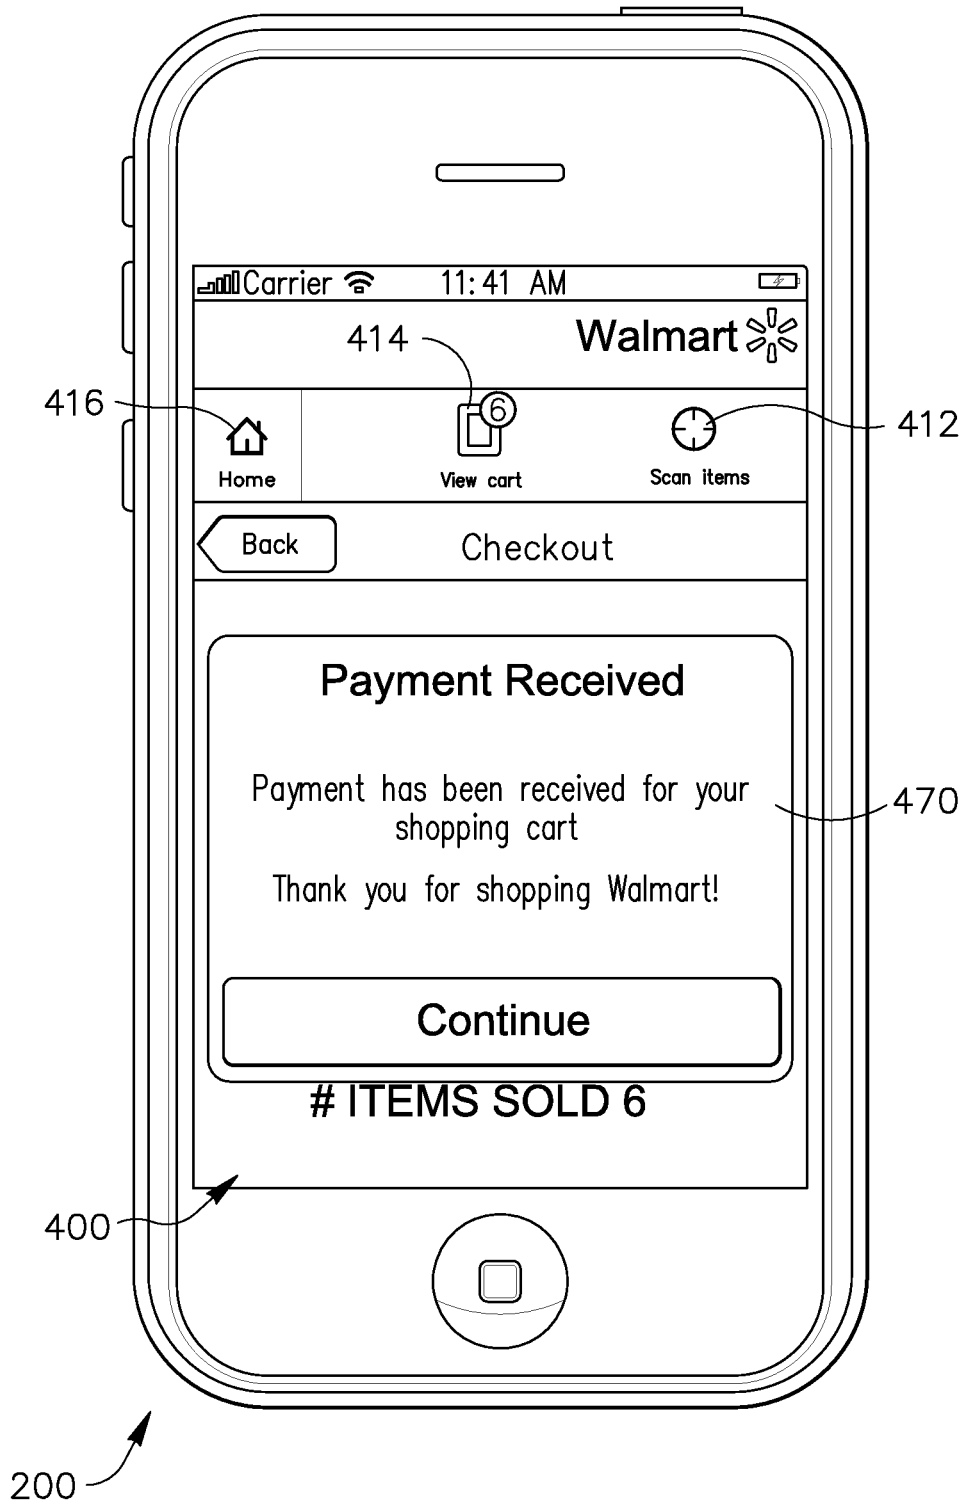 Carrier 11:41 AM
414 Walmart
416 6 412
Home View cart Scan items
Back Checkout
Payment Received
Payment has been received for your
shopping cart
470
Thank you for shopping Walmart!
Continue
# ITEMS SOLD 6
400
200